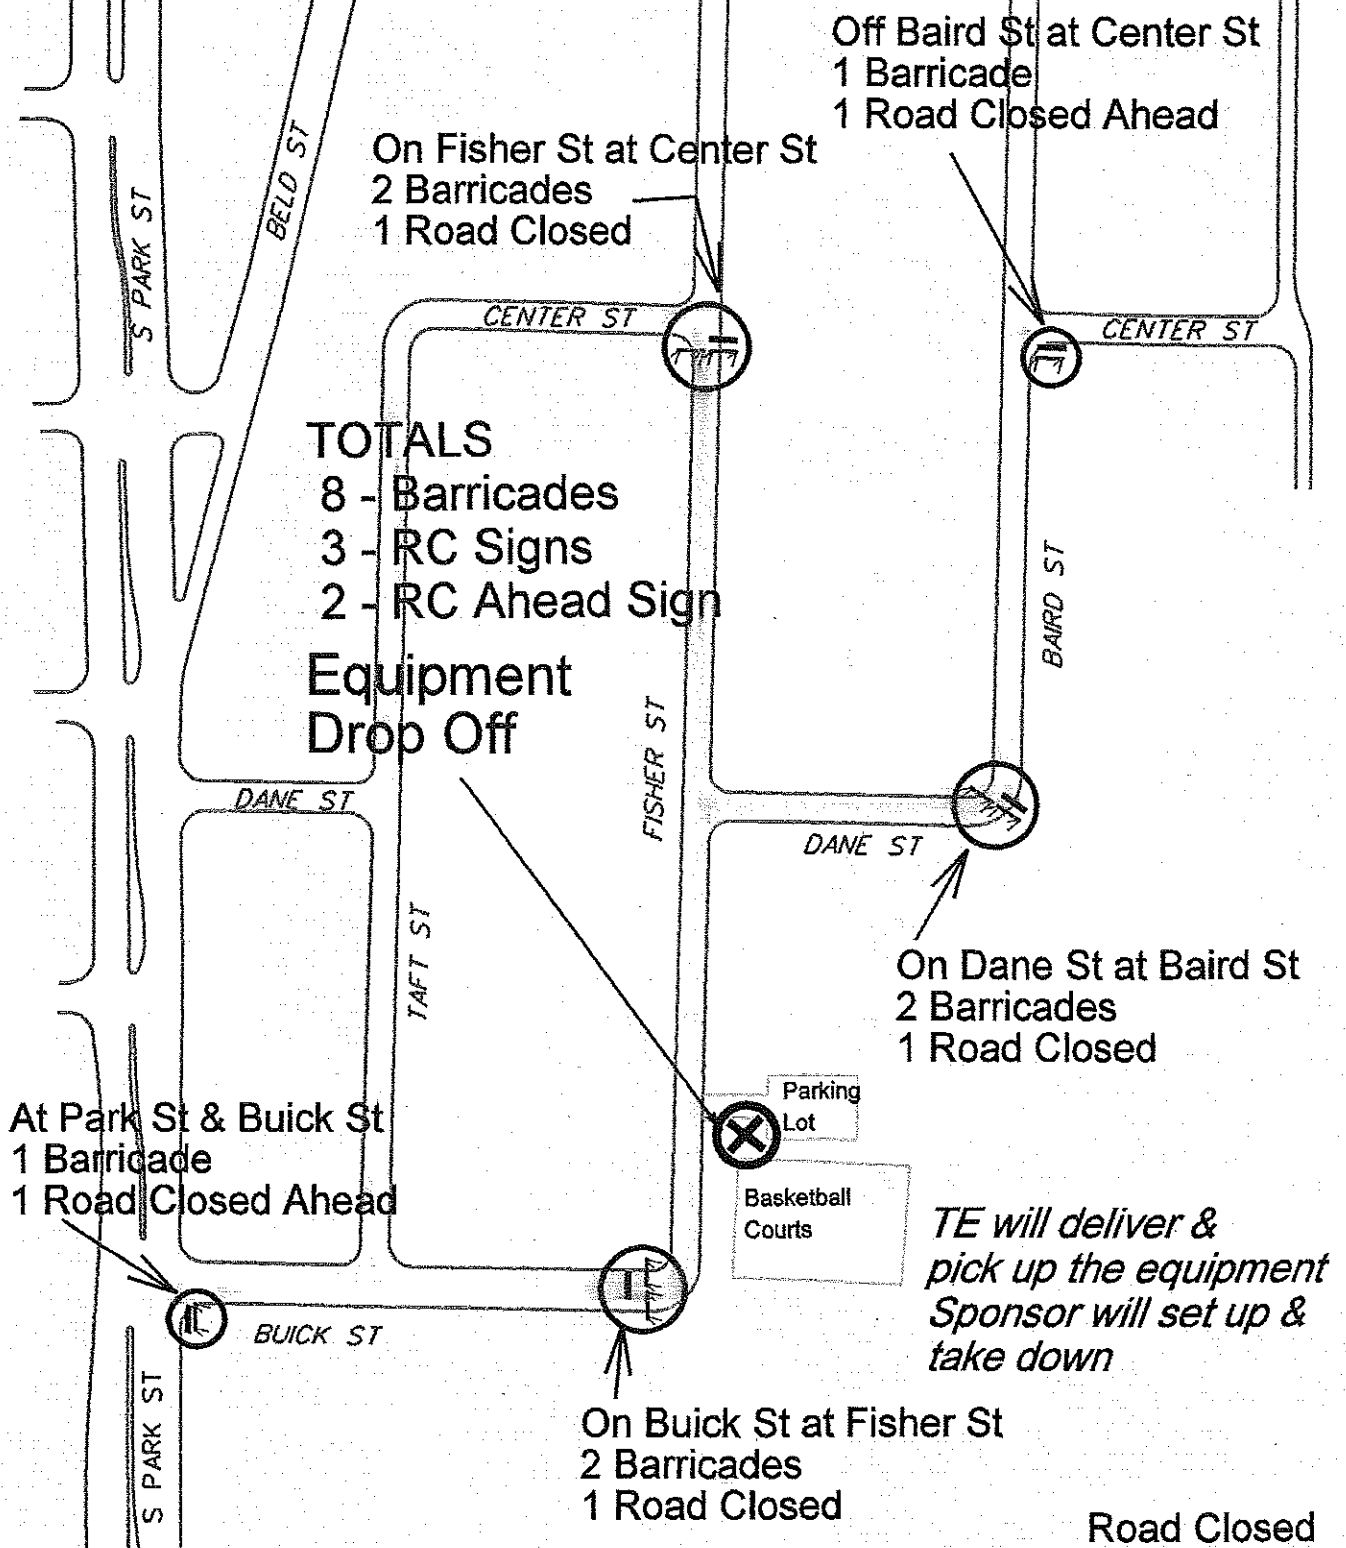 Off Baird St at Center St
1 Barricade
1 Road Closed Ahead
On Fisher St at Center St
2 Barricades
1 Road Closed
S PARK ST
BELD ST
CENTER ST
CENTER ST
TOTALS
8 - Barricades
3 - RC Signs
2 - RC Ahead Sign
Equipment
Drop Off
BAIRD ST
FISHER ST
DANE ST
DANE ST
TAFT ST
On Dane St at Baird St
2 Barricades
1 Road Closed
Parking
Lot
At Park St & Buick St
1 Barricade
1 Road Closed Ahead
Basketball
Courts
TE will deliver &
pick up the equipment
Sponsor will set up &
take down
BUICK ST
S PARK ST
On Buick St at Fisher St
2 Barricades
1 Road Closed
Road Closed